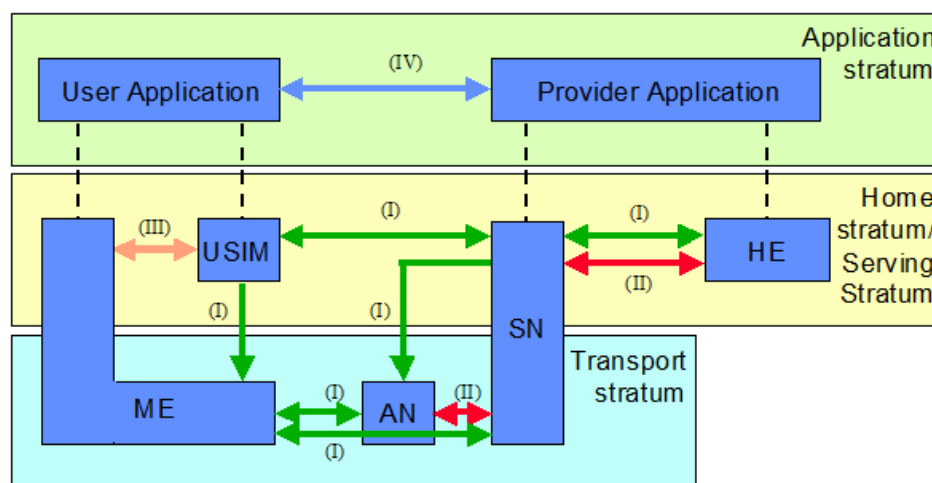 Application
stratum
(IV)
User Application
Provider Application
Home
stratum/
Serving
Stratum
(I)
(I)
(III)
USIM
HE
(II)
(I)
(I)
SN
Transport
stratum
ME
(I)
AN
(II)
(I)